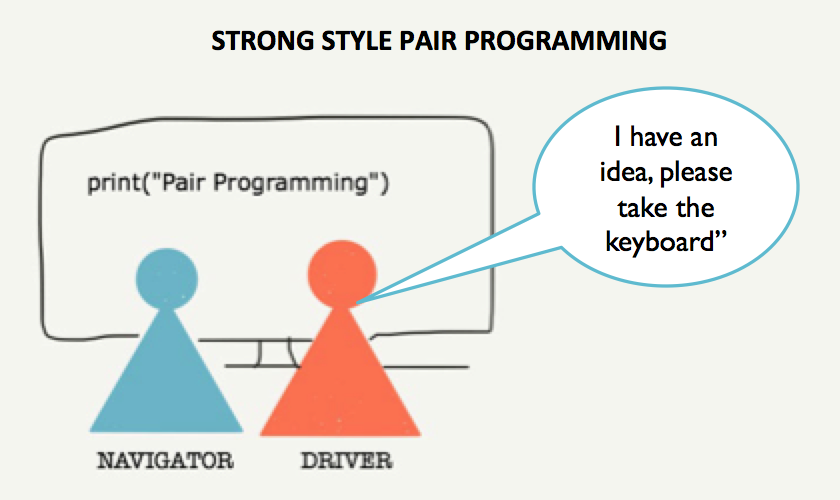 STRONG STYLE PAIR PROGRAMMING
print("Pair Programming")
I have an
idea, please
take the
keyboard”
NAVIGATOR
DRIVER